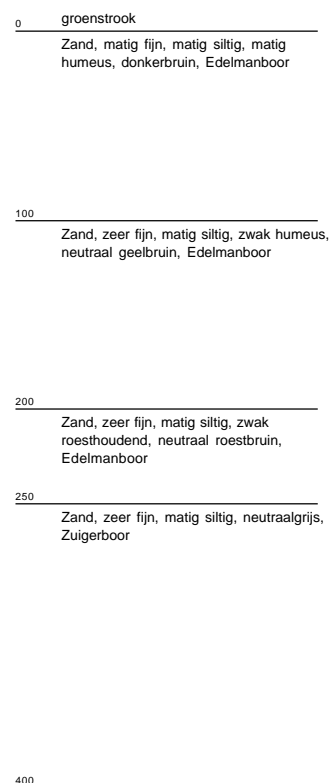 groenstrook
0
Zand, matig fijn, matig siltig, matig
humeus, donkerbruin, Edelmanboor
100
Zand, zeer fijn, matig siltig, zwak humeus,
neutraal geelbruin, Edelmanboor
200
Zand, zeer fijn, matig siltig, zwak
roesthoudend, neutraal roestbruin,
Edelmanboor
250
Zand, zeer fijn, matig siltig, neutraalgrijs,
Zuigerboor
400